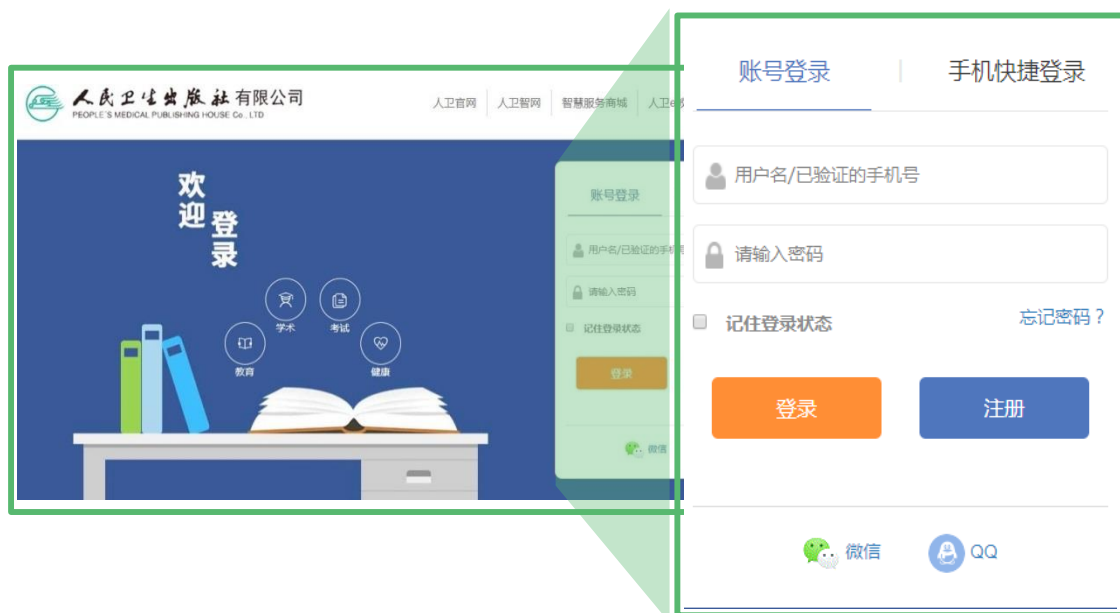 人民卫生出版社有限公司
PEOPLE'S MEDICAL PUBLISHING HOUSE Co., LTD
人卫官网 人卫智网 智慧服务商城 人卫e
欢迎
登录
学术
考试
教育
健康
账号登录
用户名/已验证的手机
请输入密码
记住登录状态
登录
微信
账号登录 手机快捷登录
用户名/已验证的手机号
请输入密码
记住登录状态 忘记密码？
登录 注册
微信 QQ